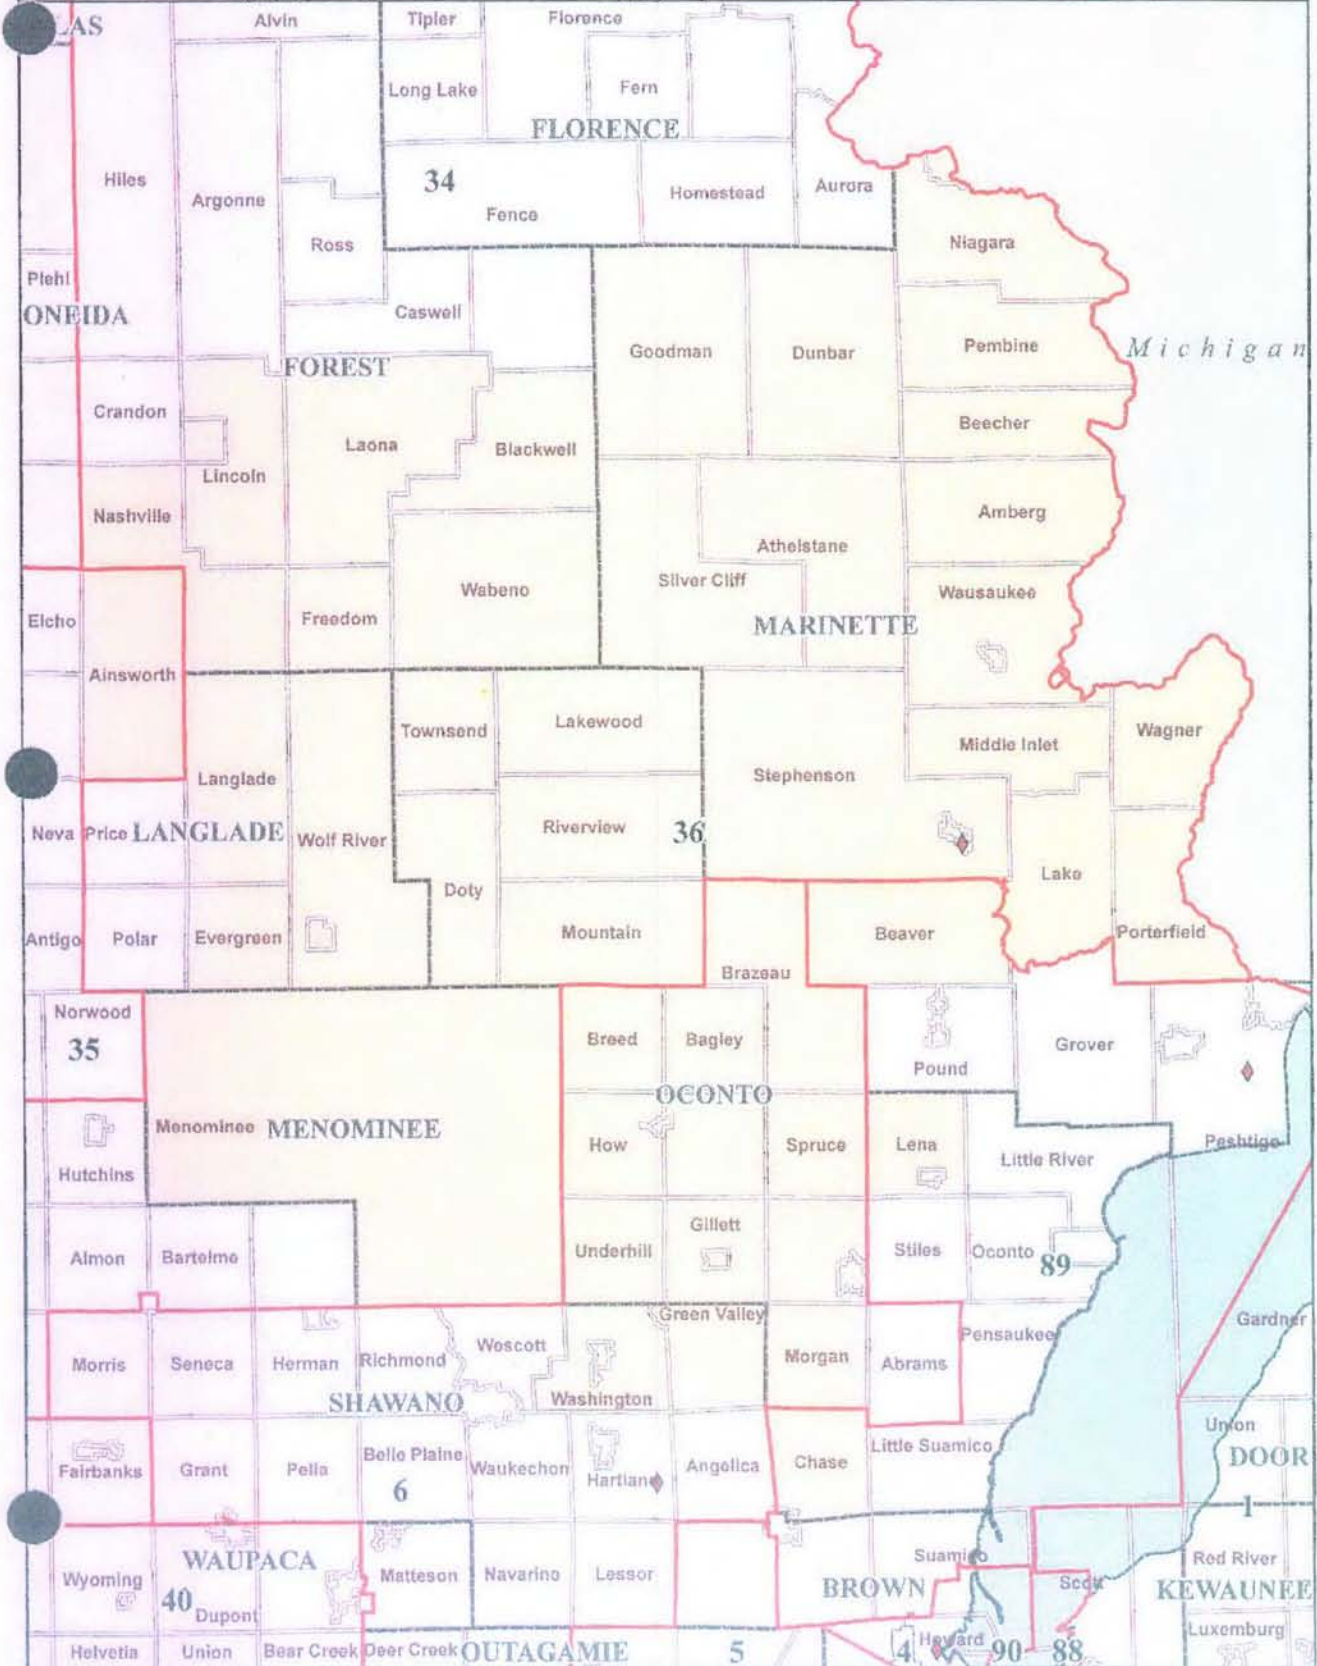 LAS
Alvin
Tipler
Florence
Long Lake
Fern
FLORENCE
Hiles
Argonne
34
Fence
Homestead
Aurora
Ross
Niagara
Plehl
ONEIDA
Caswell
FOREST
Goodman
Dunbar
Pembine
Michigan
Crandon
Laona
Blackwell
Beecher
Lincoln
Nashville
Amberg
Athelstane
Silver Cliff
Wabeno
Wausaukee
Elcho
Freedom
MARINETTE
Ainsworth
Townsend
Lakewood
Wagner
Middle Inlet
Langlade
Stephenson
Neva
Price
LANGLADE
Wolf River
Riverview
36
Lake
Doty
Antigo
Polar
Evergreen
Mountain
Beaver
Porterfield
Brazeau
Norwood
35
Breed
Bagley
Grover
Pound
OCONTO
Menominee
MENOMINEE
How
Spruce
Lena
Little River
Peshtigo
Hutchins
Almon
Bartelme
Underhill
Gillett
Stiles
Oconto
89
Green Valley
Gardner
Pensaukee
Morris
Seneca
Herman
Richmond
Wescott
Morgan
Abrams
SHAWANO
Washington
Union
DOOR
Fairbanks
Grant
Pella
Belle Plaine
6
Waukechon
Hartland
Angelica
Chase
Little Suamico
1
WAUPACA
Wyoming
40
Dupont
Matteson
Navarino
Lessor
Suamico
BROWN
Scott
Red River
KEWAUNEE
Luxemburg
Helvetia
Union
Bear Creek
Deer Creek
OUTAGAMIE
5
4
Howard
90
88